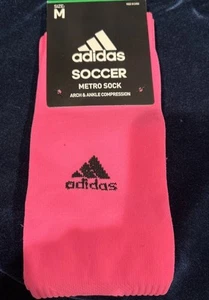 SIZE:
M
adidas
SOCCER
METRO SOCK
ARCH & ANKLE COMPRESSION
adidas